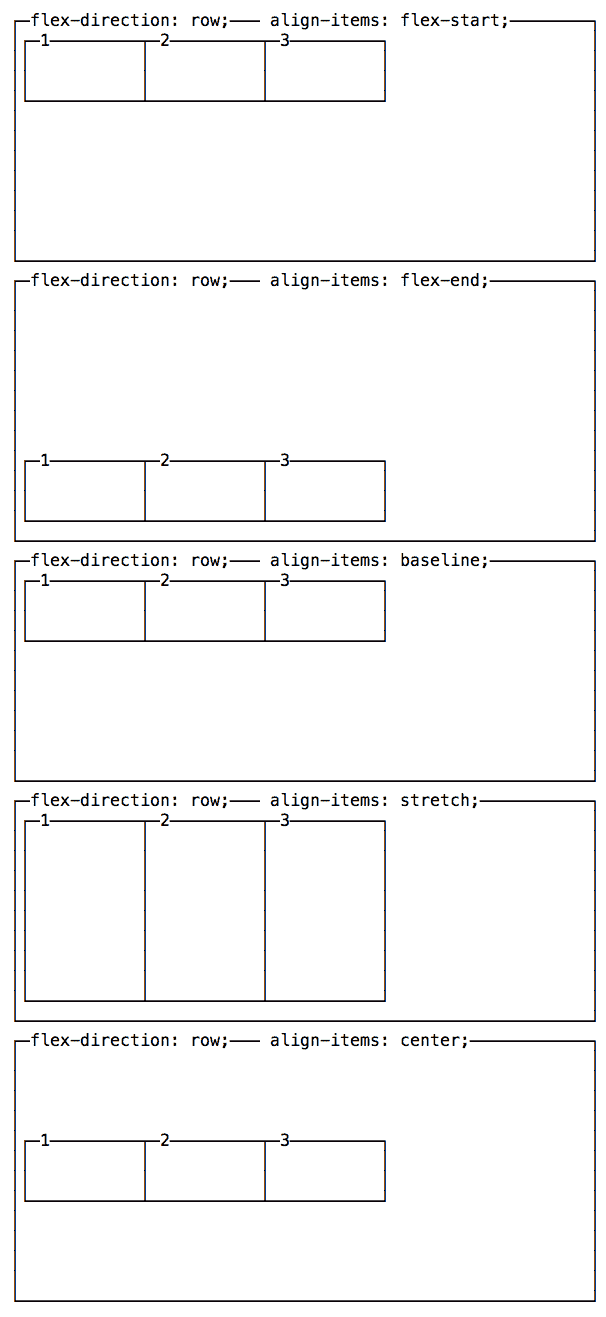 flex-direction: row; align-items: flex-start;
1 2 3
flex-direction: row; align-items: flex-end;
1 2 3
flex-direction: row; align-items: baseline;
1 2 3
flex-direction: row; align-items: stretch;
1 2 3
flex-direction: row; align-items: center;
1 2 3